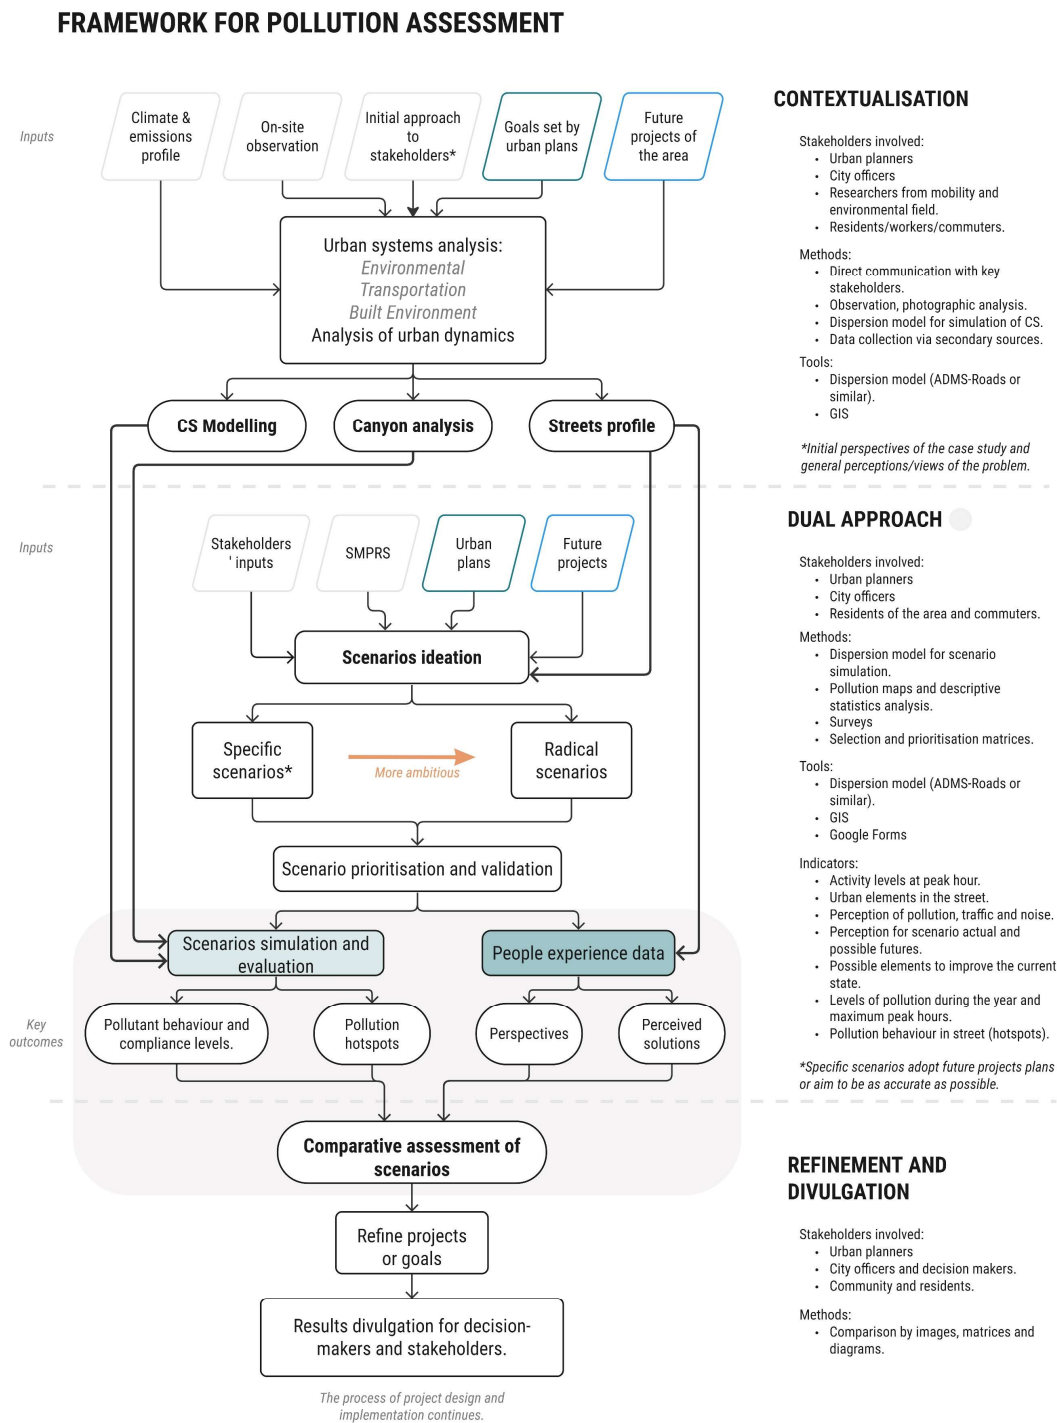 FRAMEWORK FOR POLLUTION ASSESSMENT
Inputs
Climate &
emissions
profile
On-site
observation
Initial approach
to
stakeholders*
Goals set by
urban plans
Future
projects of
the area
Urban systems analysis:
Environmental
Transportation
Built Environment
Analysis of urban dynamics
CS Modelling
Canyon analysis
Streets profile
CONTEXTUALISATION
Stakeholders involved:
• Urban planners
• City officers
• Researchers from mobility and
environmental field.
• Residents/workers/commuters.
Methods:
• Direct communication with key
stakeholders.
• Observation, photographic analysis.
• Dispersion model for simulation of CS.
• Data collection via secondary sources.
Tools:
• Dispersion model (ADMS-Roads or
similar).
• GIS
*Initial perspectives of the case study and
general perceptions/views of the problem.
Inputs
Stakeholders
' inputs
SMPRS
Urban
plans
Future
projects
Scenarios ideation
Specific
scenarios*
More ambitious
Radical
scenarios
Scenario prioritisation and validation
Scenarios simulation and
evaluation
People experience data
Key
outcomes
Pollutant behaviour and
compliance levels.
Pollution
hotspots
Perspectives
Perceived
solutions
DUAL APPROACH
Stakeholders involved:
• Urban planners
• City officers
• Residents of the area and commuters.
Methods:
• Dispersion model for scenario
simulation.
• Pollution maps and descriptive
statistics analysis.
• Surveys
• Selection and prioritisation matrices.
Tools:
• Dispersion model (ADMS-Roads or
similar).
• GIS
• Google Forms
Indicators:
• Activity levels at peak hour.
• Urban elements in the street.
• Perception of pollution, traffic and noise.
• Perception for scenario actual and
possible futures.
• Possible elements to improve the current
state.
• Levels of pollution during the year and
maximum peak hours.
• Pollution behaviour in street (hotspots).
*Specific scenarios adopt future projects plans
or aim to be as accurate as possible.
Comparative assessment of
scenarios
Refine projects
or goals
Results divulgation for decision-
makers and stakeholders.
The process of project design and
implementation continues.
REFINEMENT AND
DIVULGATION
Stakeholders involved:
• Urban planners
• City officers and decision makers.
• Community and residents.
Methods:
• Comparison by images, matrices and
diagrams.